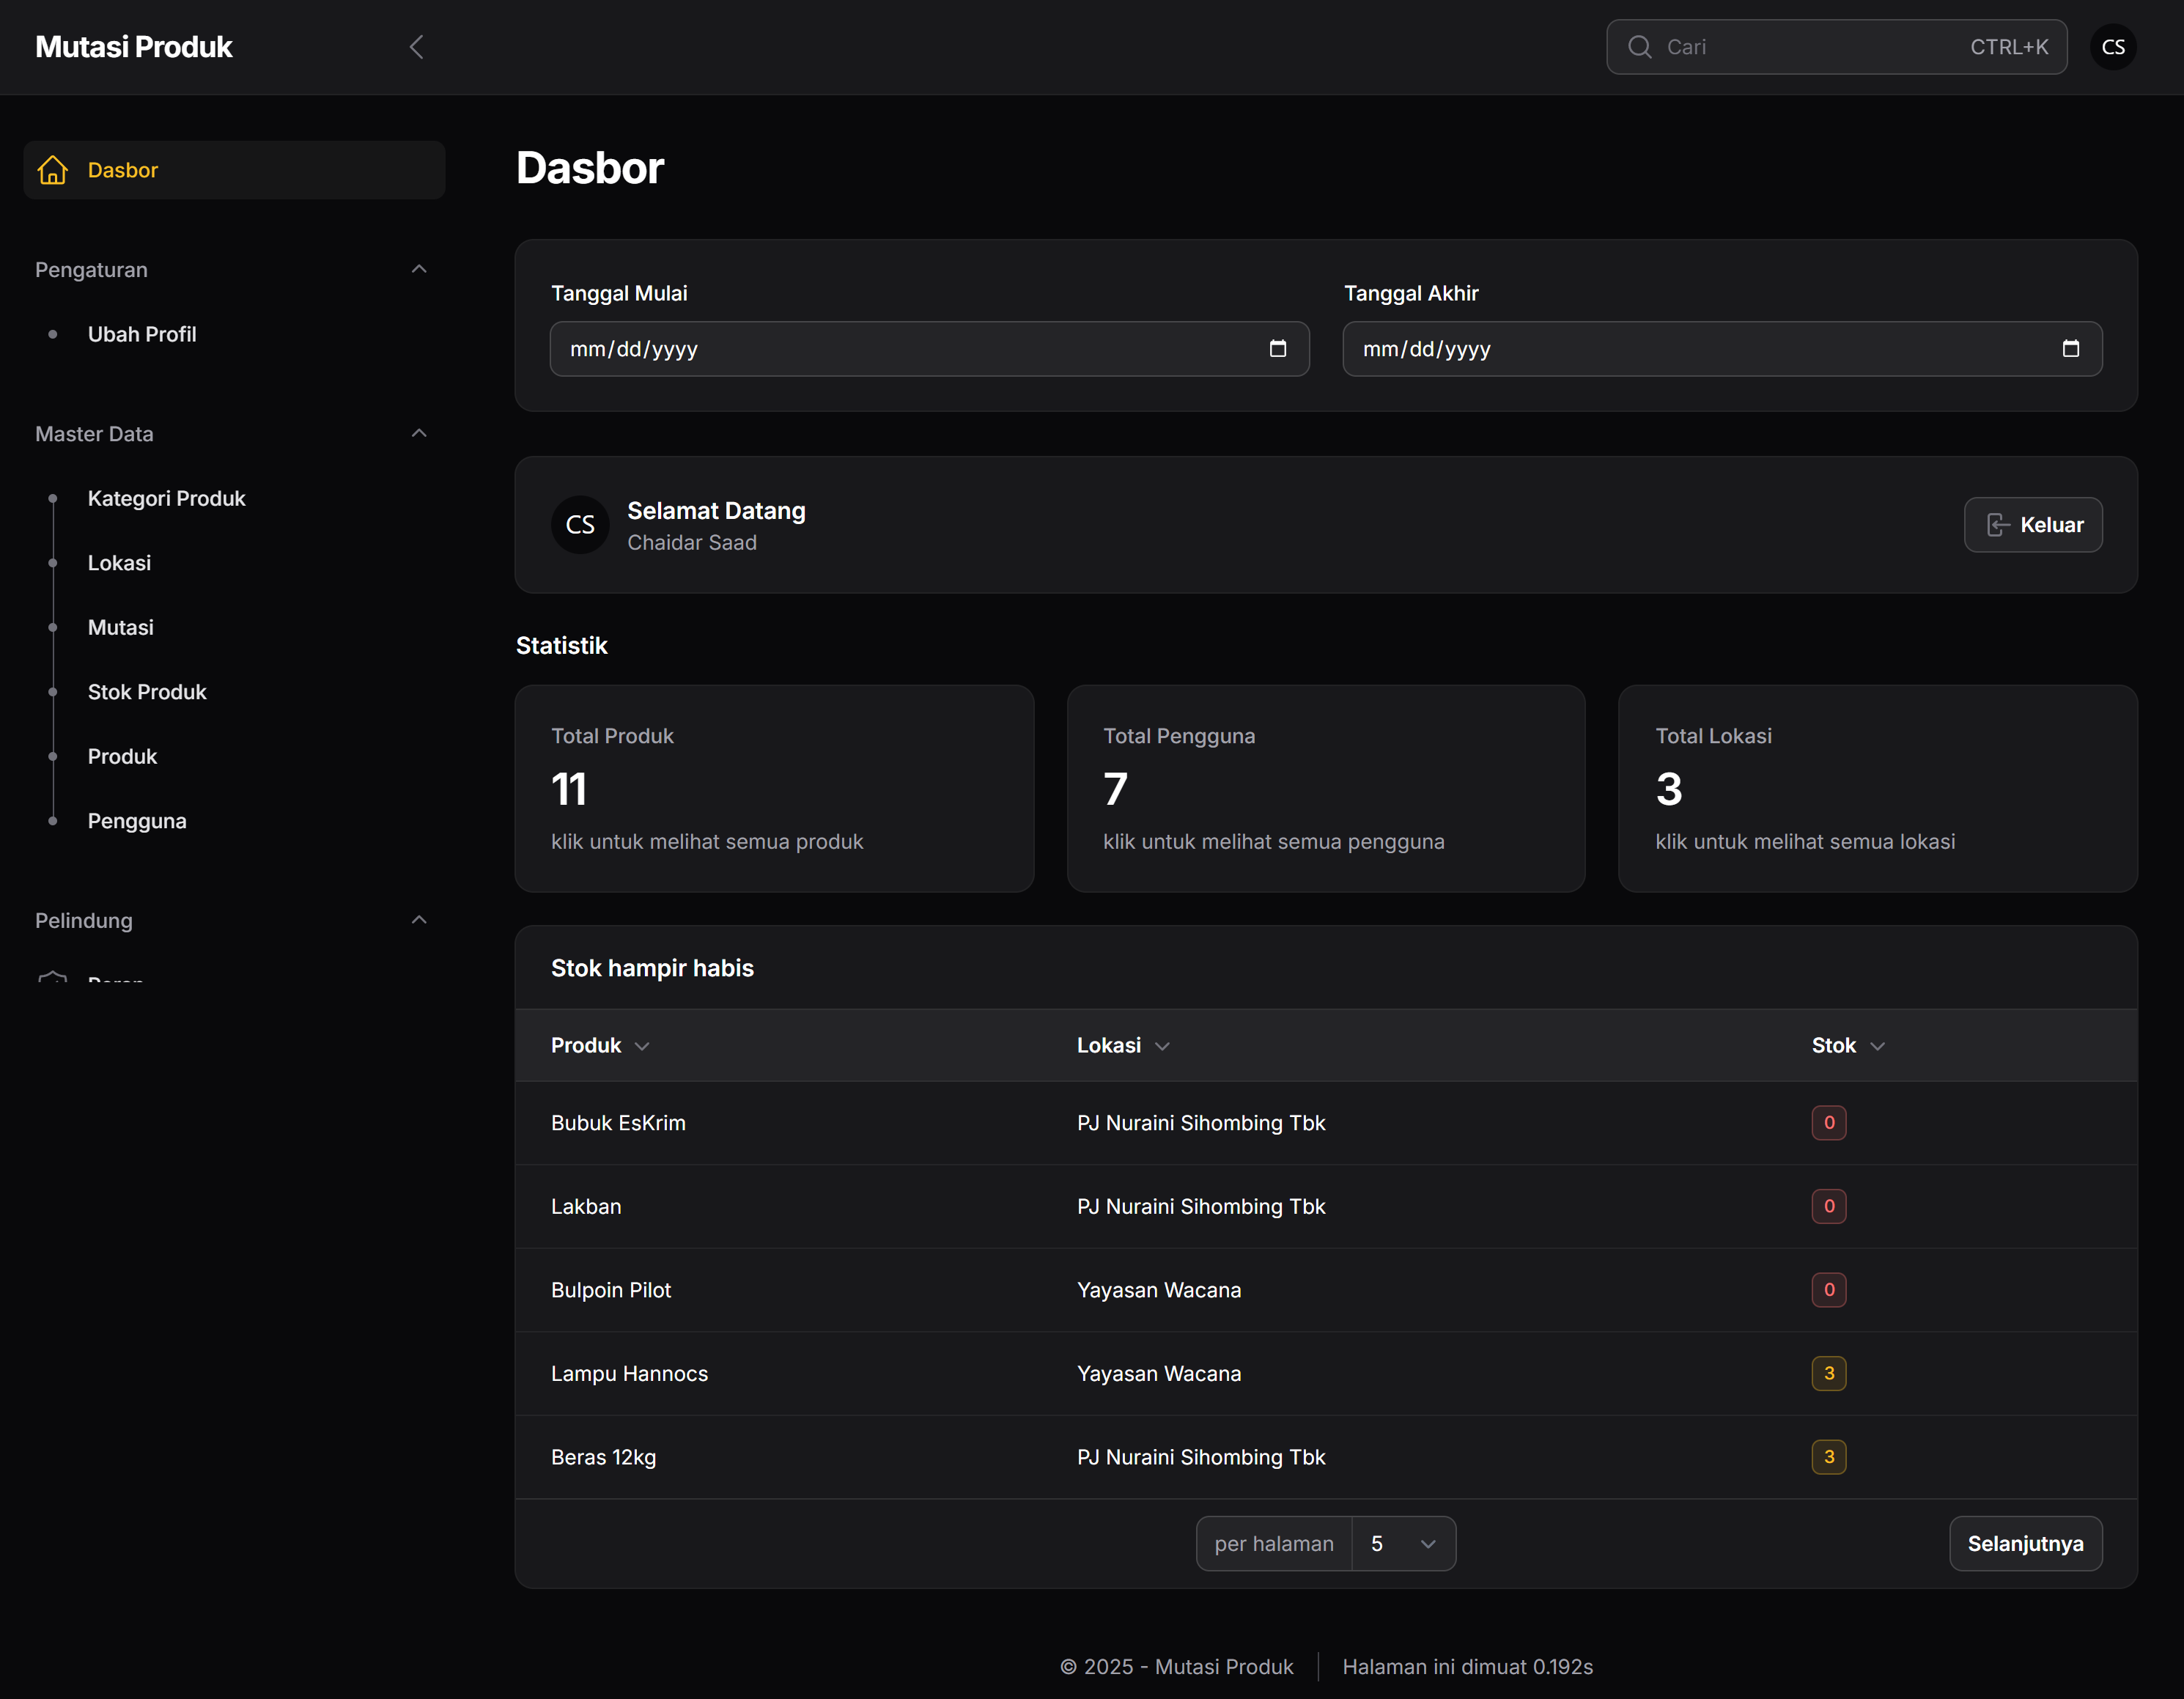 Mutasi Produk
Cari CTRL+K CS
Dasbor
Pengaturan
Ubah Profil
Master Data
Kategori Produk
Lokasi
Mutasi
Stok Produk
Produk
Pengguna
Pelindung
Dasbor
Tanggal Mulai Tanggal Akhir
mm/dd/yyyy mm/dd/yyyy
CS Selamat Datang Keluar
Chaidar Saad
Statistik
Total Produk Total Pengguna Total Lokasi
11 7 3
klik untuk melihat semua produk klik untuk melihat semua pengguna klik untuk melihat semua lokasi
Stok hampir habis
Produk Lokasi Stok
Bubuk EsKrim PJ Nuraini Sihombing Tbk 0
Lakban PJ Nuraini Sihombing Tbk 0
Bulpoin Pilot Yayasan Wacana 0
Lampu Hannocs Yayasan Wacana 3
Beras 12kg PJ Nuraini Sihombing Tbk 3
per halaman 5 Selanjutnya
© 2025 - Mutasi Produk Halaman ini dimuat 0.192s